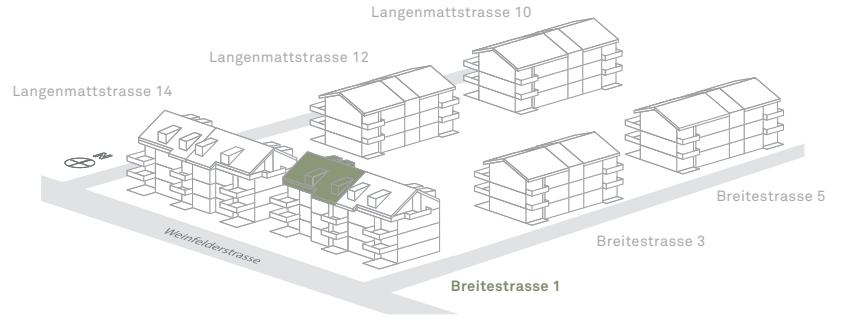 Langenmattstrasse 10
Langenmattstrasse 12
Langenmattstrasse 14
N
Weinfelderstrasse
Breitestrasse 5
Breitestrasse 3
Breitestrasse 1